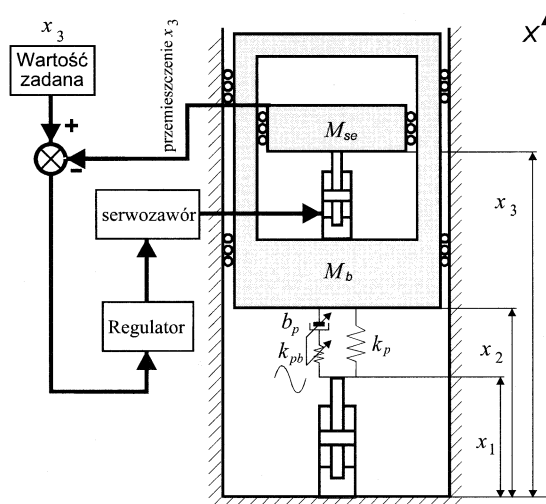 x₃
Wartość
zadana
+
-
przemieszczenie x₃
serwozawór
Regulator
Mse
Mb
bp
kpb
kp
X
x₃
x₂
x₁